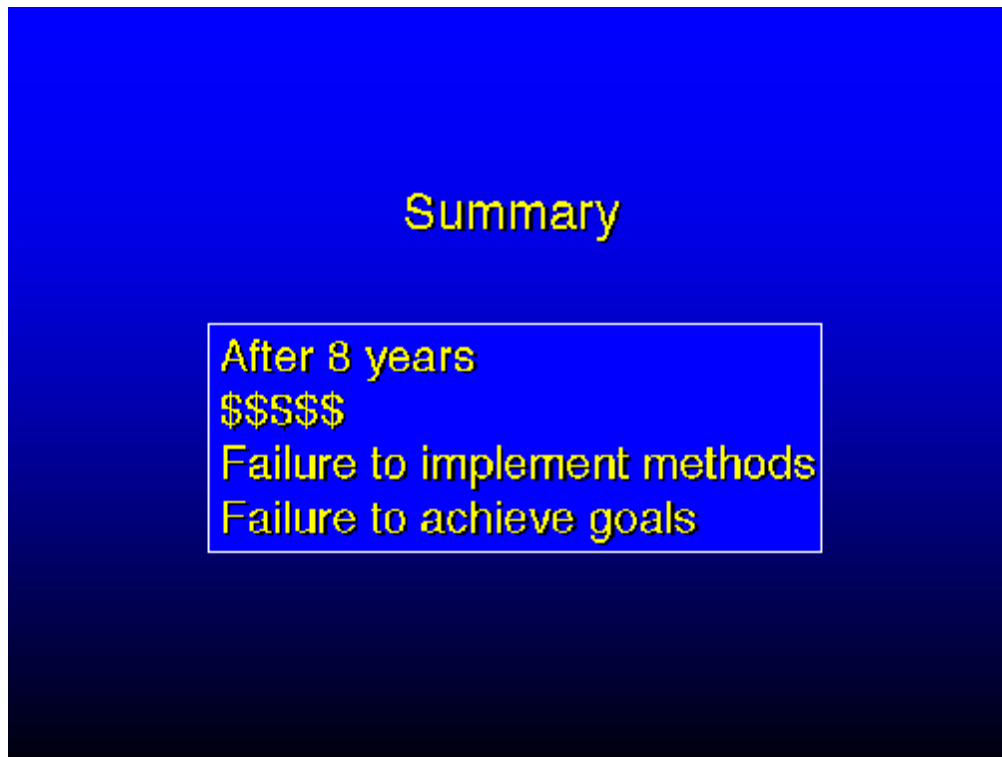 Summary
After 8 years
$$$$$
Failure to implement methods
Failure to achieve goals